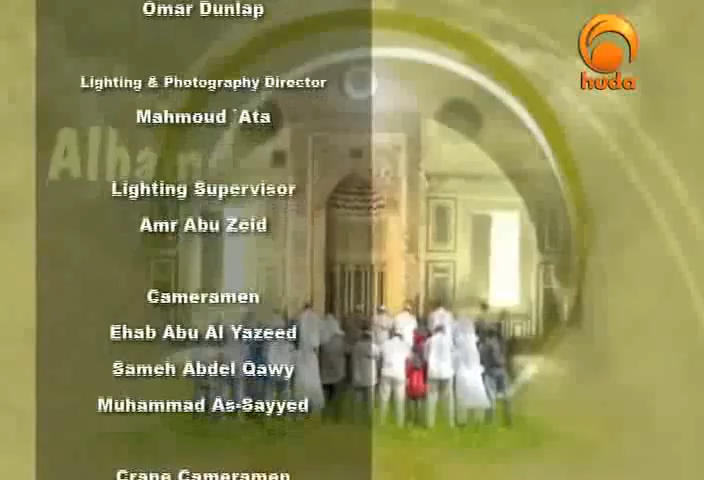 Omar Dunlap
huda
Lighting & Photography Director
Mahmoud `Ata
Lighting Supervisor
Amr Abu Zeid
Cameramen
Ehab Abu Al Yazeed
Sameh Abdel Qawy
Muhammad As-Sayyed
Crane Cameramen